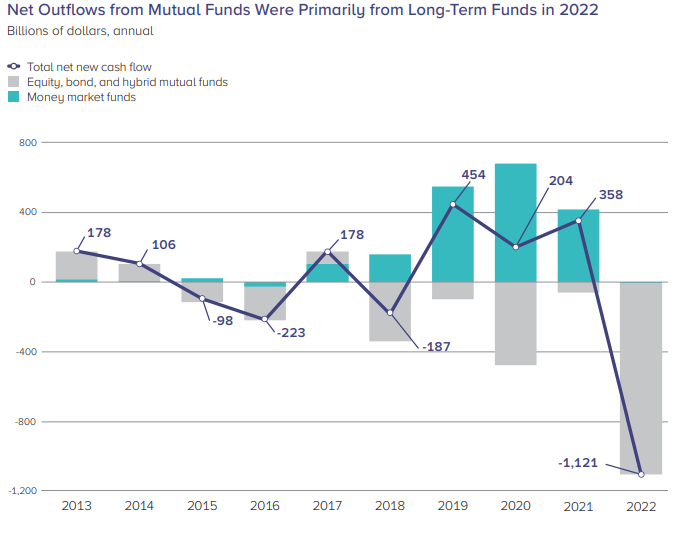 Net Outflows from Mutual Funds Were Primarily from Long-Term Funds in 2022
Billions of dollars, annual
Total net new cash flow
Equity, bond, and hybrid mutual funds
Money market funds
800
400
0
-400
-800
-1,200
178
106
-98
-223
178
-187
454
204
358
-1,121
2013 2014 2015 2016 2017 2018 2019 2020 2021 2022